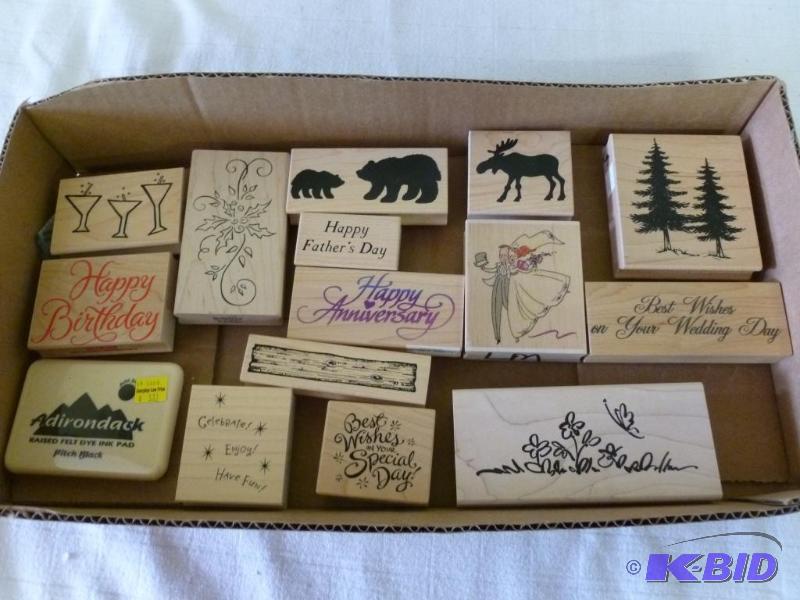 Happy
Father's Day
Happy
Birthday
Happy
Anniversary
Best Wishes
on Your Wedding Day
Adirondack
RAISED FELT DYE INK PAD
Pitch Black
Celebrate!
Enjoy!
Have Fun!
Best
Wishes
ON YOUR
Special
Day!
© K-BID